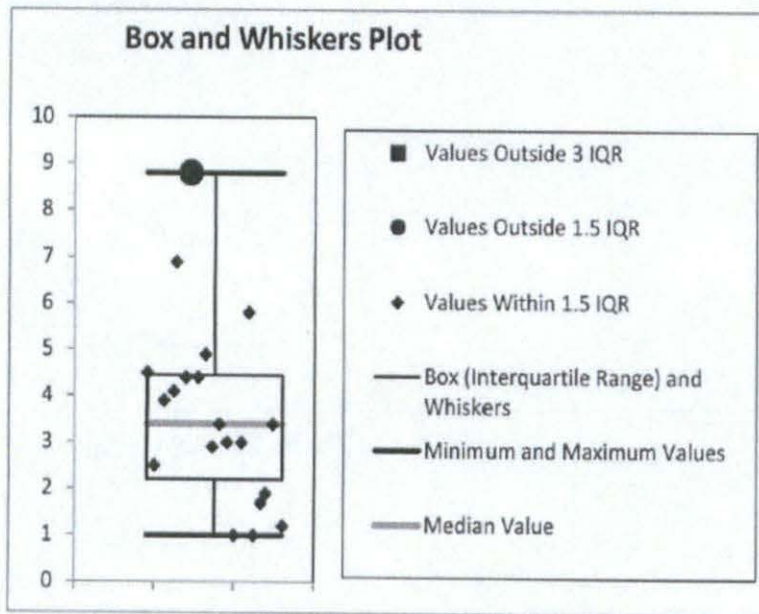 Box and Whiskers Plot
10
9
8
7
6
5
4
3
2
1
0
Values Outside 3 IQR
Values Outside 1.5 IQR
Values Within 1.5 IQR
Box (Interquartile Range) and
Whiskers
Minimum and Maximum Values
Median Value